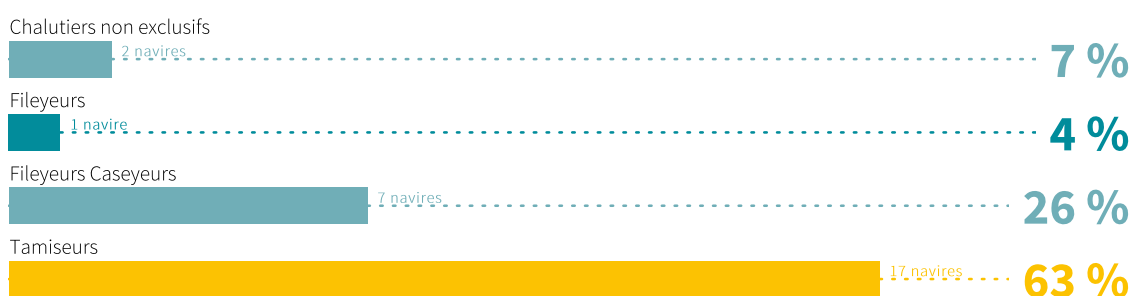 Chalutiers non exclusifs
2 navires
7 %
Fileyeurs
1 navire
4 %
Fileyeurs Caseyeurs
7 navires
26 %
Tamiseurs
17 navires
63 %